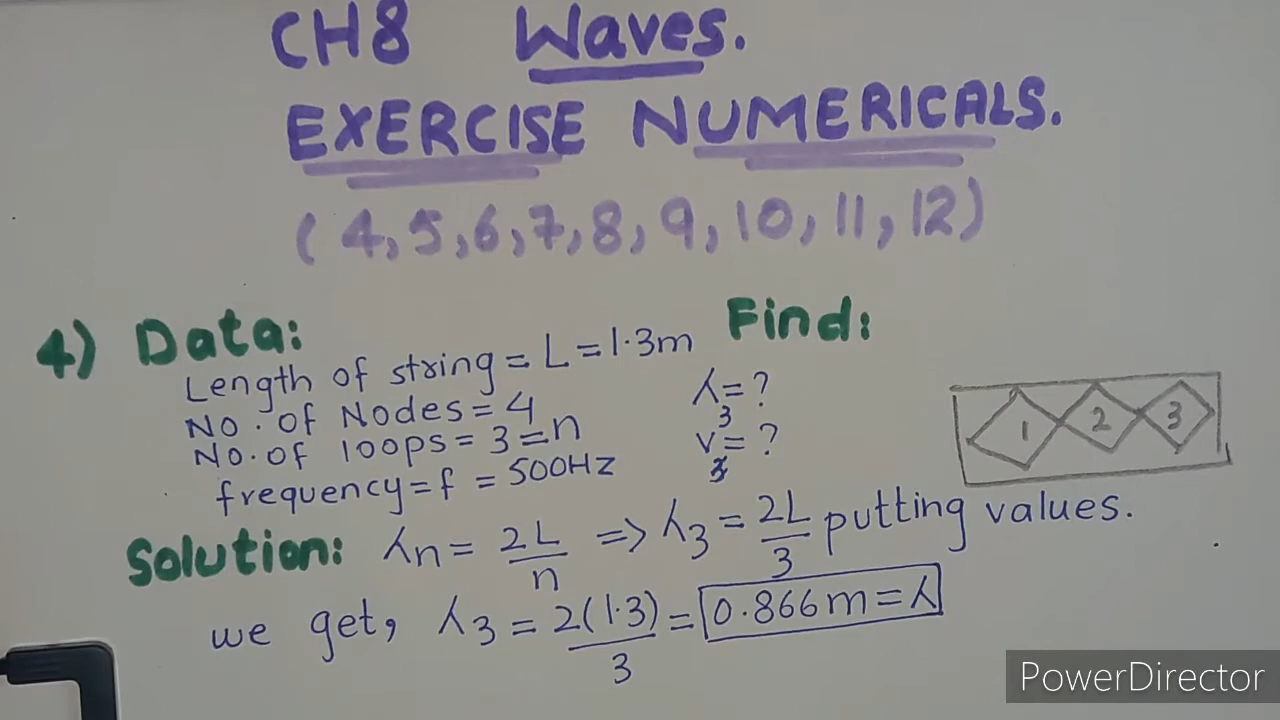 CH8 Waves.
EXERCISE NUMERICALS.
(4,5,6,7,8,9,10,11,12)
4) Data: Find:
Length of string = L = 1.3m
No. of Nodes = 4
No. of loops = 3 = n
frequency = f = 500HZ
λ3 = ?
v3 = ?
1 2 3
Solution: λn = 2L/n => λ3 = 2L/3 putting values.
we get, λ3 = 2(1.3)/3 = 0.866m = λ
PowerDirector